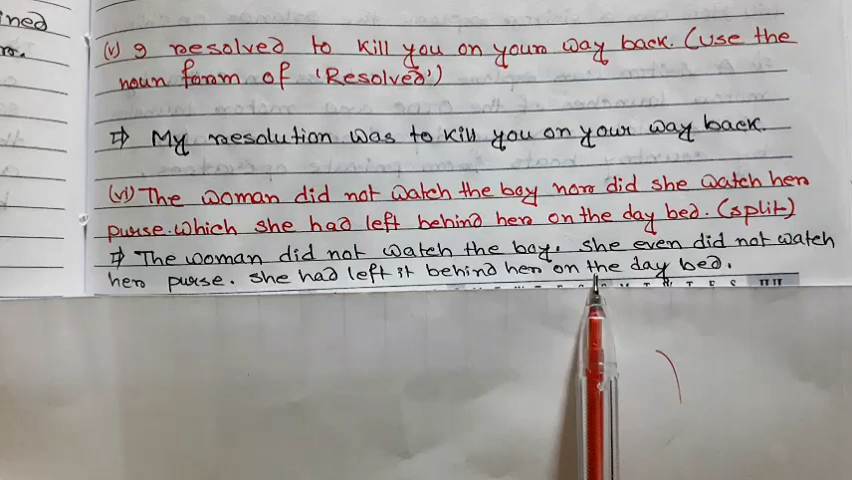 ined
(v) I resolved to kill you on your way back. (use the
noun form of 'Resolved')
⇒ My resolution was to kill you on your way back.
(vi) The woman did not watch the boy nor did she watch her
purse. which she had left behind her on the day bed. (split)
⇒ The woman did not watch the boy. she even did not watch
her purse. she had left it behind her on the day bed.